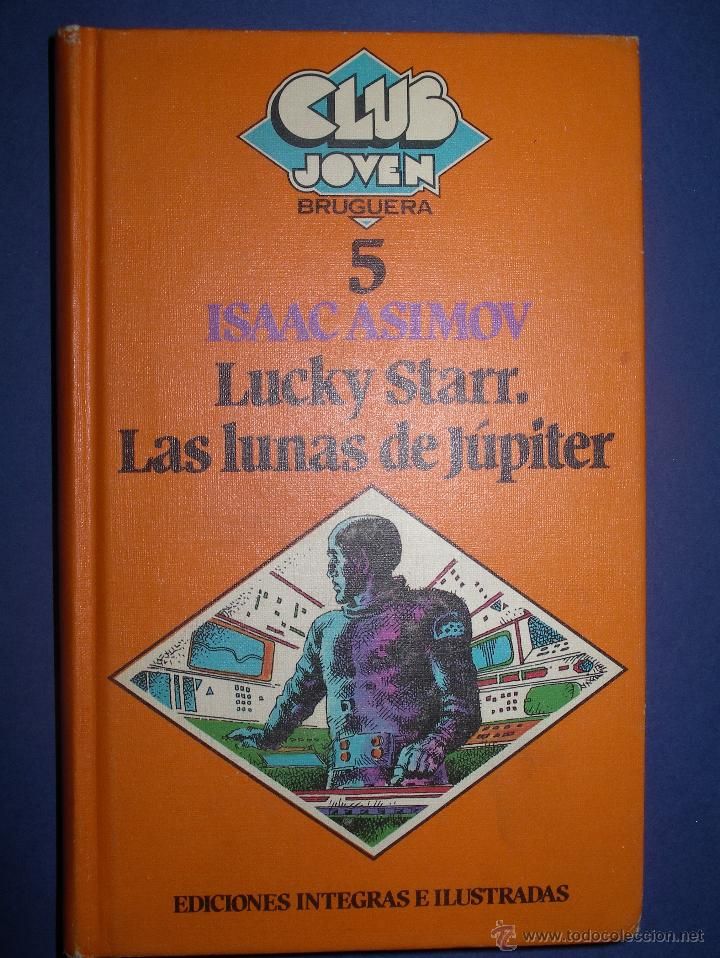 CLUB
JOVEN
BRUGUERA
5
ISAAC ASIMOV
Lucky Starr.
Las lunas de Júpiter
EDICIONES INTEGRAS E ILUSTRADAS
© www.todocoleccion.net